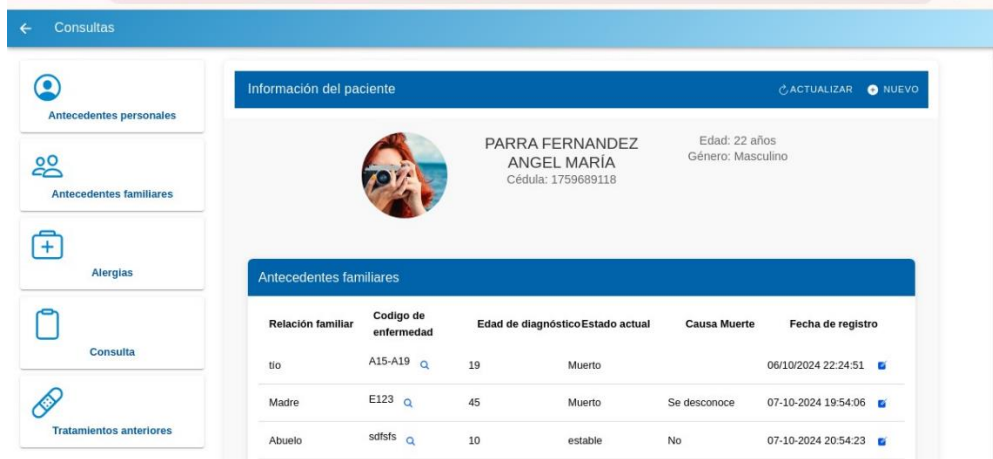 Consultas
Antecedentes personales
Antecedentes familiares
Alergias
Consulta
Tratamientos anteriores
Información del paciente
ACTUALIZAR NUEVO
PARRA FERNANDEZ
ANGEL MARÍA
Cédula: 1759689118
Edad: 22 años
Género: Masculino
Antecedentes familiares
Relación familiar Codigo de enfermedad Edad de diagnóstico Estado actual Causa Muerte Fecha de registro
tío A15-A19 19 Muerto 06/10/2024 22:24:51
Madre E123 45 Muerto Se desconoce 07-10-2024 19:54:06
Abuelo sdfsfs 10 estable No 07-10-2024 20:54:23